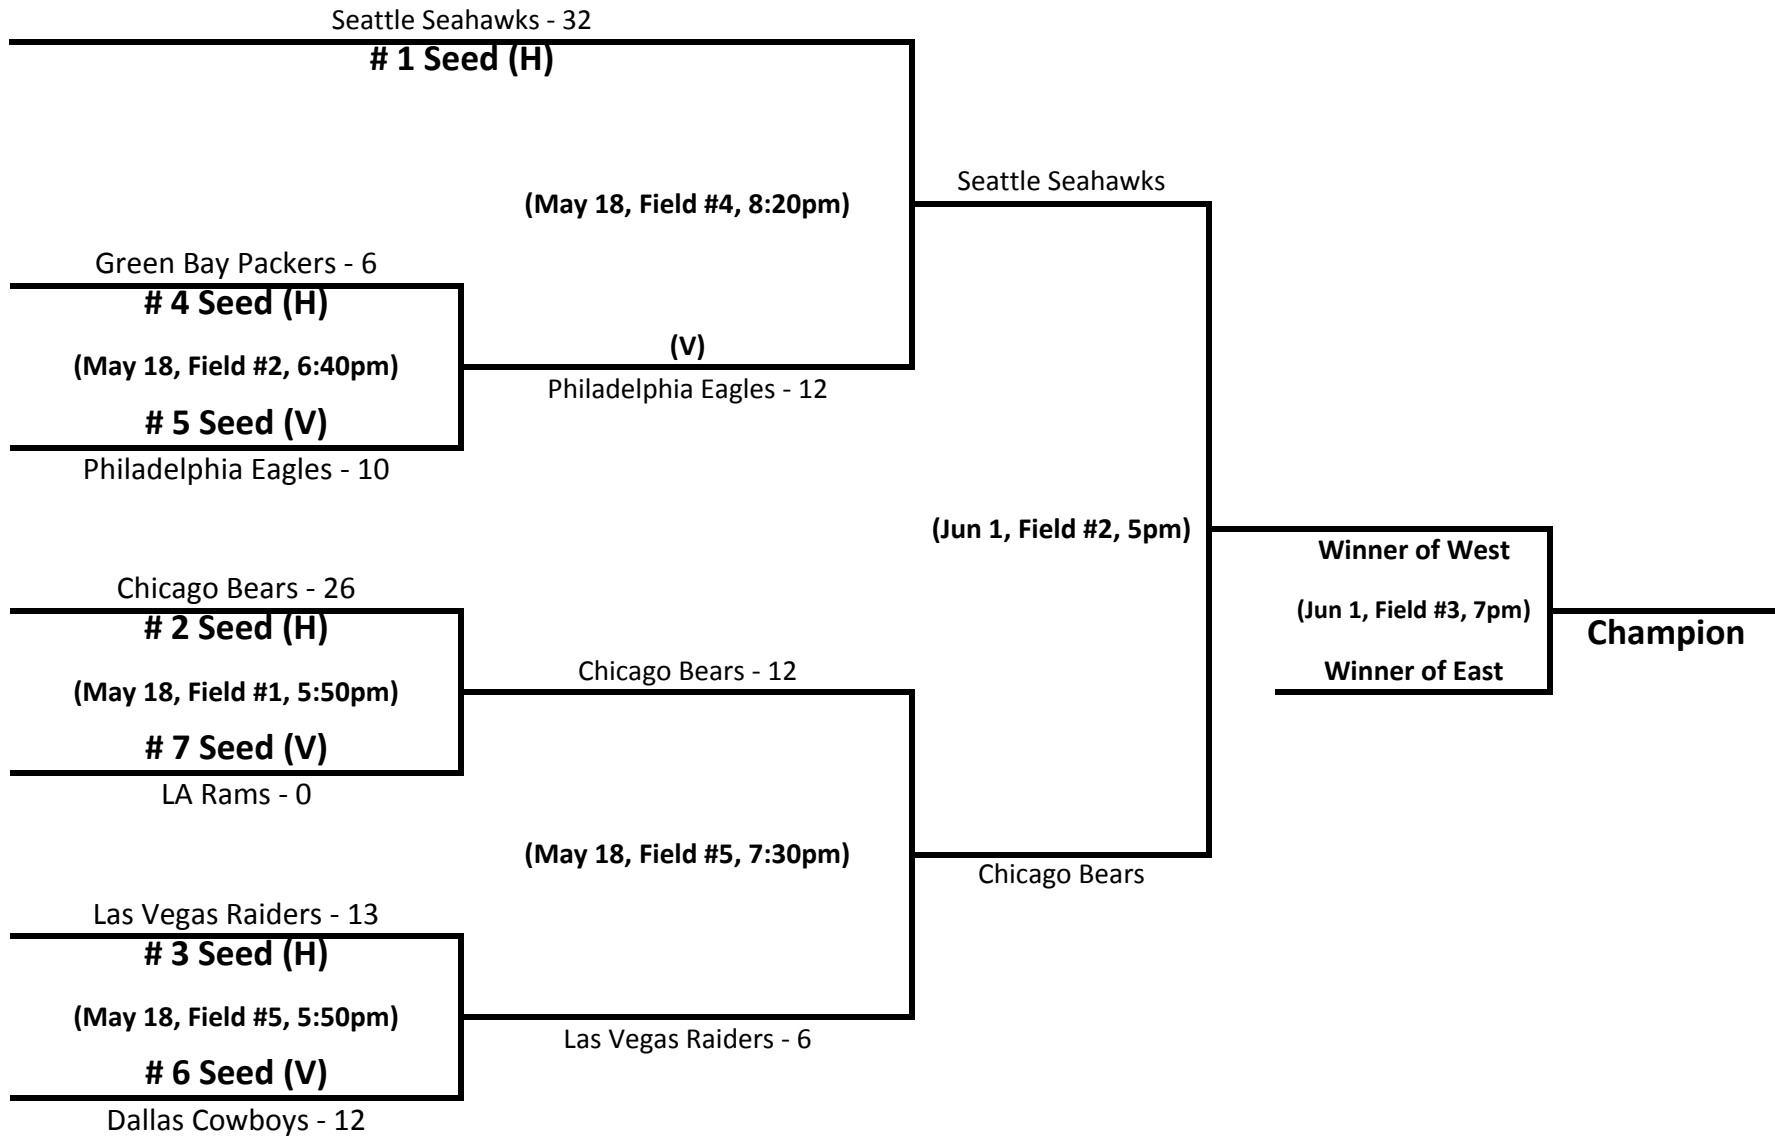 Seattle Seahawks - 32
# 1 Seed (H)
(May 18, Field #4, 8:20pm)
Seattle Seahawks
Green Bay Packers - 6
# 4 Seed (H)
(May 18, Field #2, 6:40pm)
# 5 Seed (V)
Philadelphia Eagles - 10
(V)
Philadelphia Eagles - 12
(Jun 1, Field #2, 5pm)
Winner of West
(Jun 1, Field #3, 7pm)
Winner of East
Champion
Chicago Bears - 26
# 2 Seed (H)
(May 18, Field #1, 5:50pm)
# 7 Seed (V)
LA Rams - 0
Chicago Bears - 12
(May 18, Field #5, 7:30pm)
Chicago Bears
Las Vegas Raiders - 13
# 3 Seed (H)
(May 18, Field #5, 5:50pm)
# 6 Seed (V)
Dallas Cowboys - 12
Las Vegas Raiders - 6